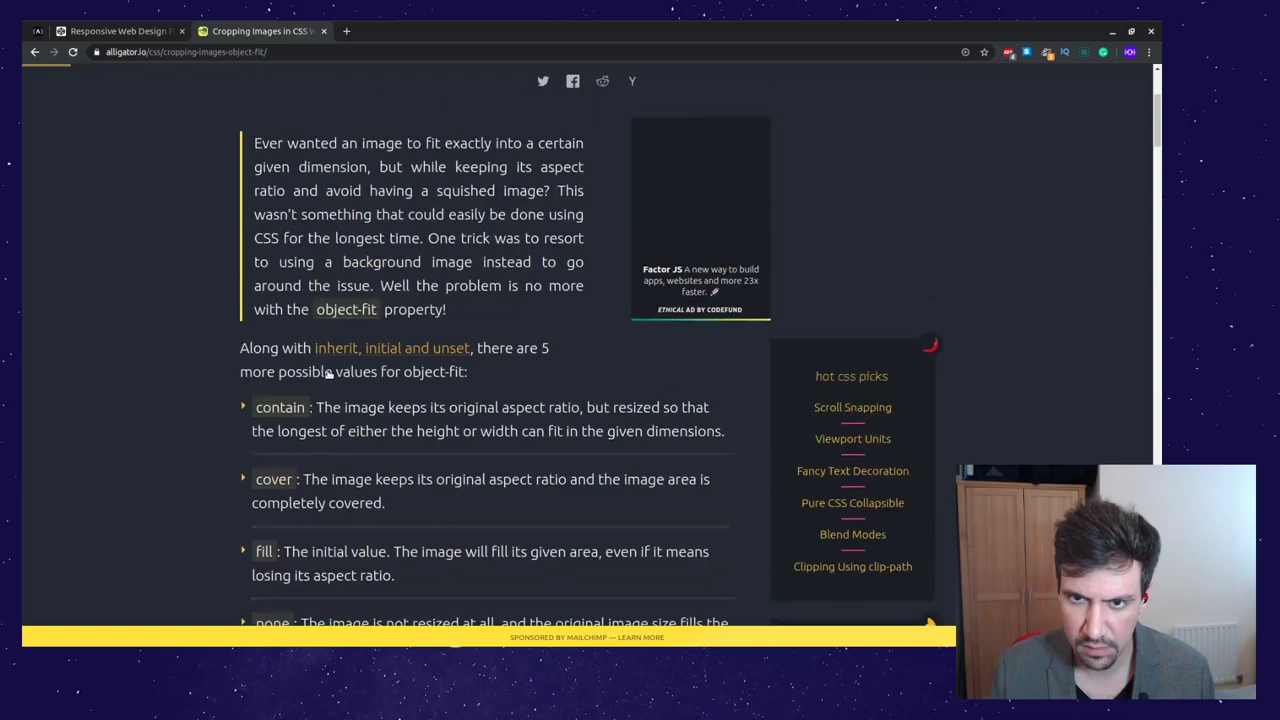 Responsive Web Design
Cropping Images in CSS
alligator.io/css/cropping-images-object-fit/
Ever wanted an image to fit exactly into a certain
given dimension, but while keeping its aspect
ratio and avoid having a squished image? This
wasn't something that could easily be done using
CSS for the longest time. One trick was to resort
to using a background image instead to go
around the issue. Well the problem is no more
with the object-fit property!
Factor JS A new way to build
apps, websites and more 23x
faster. 🚀
ETHICAL AD BY CODEFUND
Along with inherit, initial and unset, there are 5
more possible values for object-fit:
contain : The image keeps its original aspect ratio, but resized so that
the longest of either the height or width can fit in the given dimensions.
cover : The image keeps its original aspect ratio and the image area is
completely covered.
fill : The initial value. The image will fill its given area, even if it means
losing its aspect ratio.
none : The image is not resized at all, and the original image size fills the
hot css picks
Scroll Snapping
Viewport Units
Fancy Text Decoration
Pure CSS Collapsible
Blend Modes
Clipping Using clip-path
SPONSORED BY MAILCHIMP — LEARN MORE